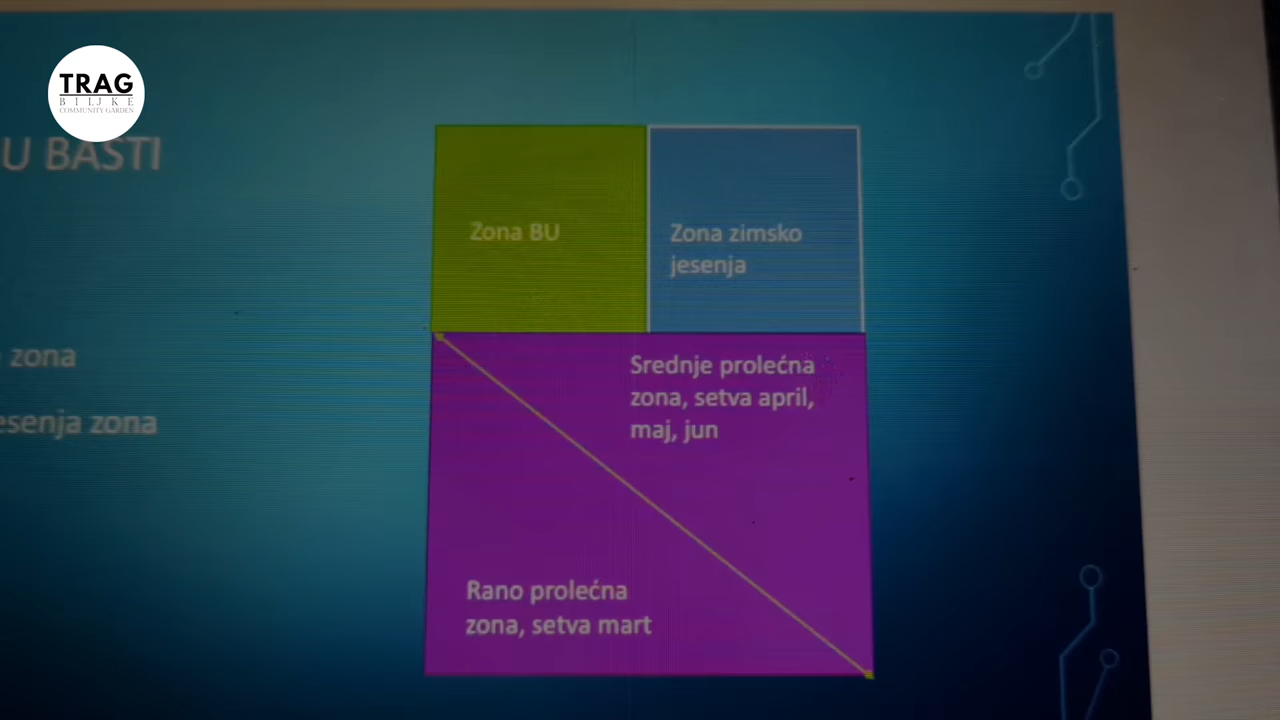 TRAG
BILJKE
COMMUNITY GARDEN
U BAŠTI
zona
esenja zona
Zona BU
Zona zimsko
jesenja
Srednje prolećna
zona, setva april,
maj, jun
Rano prolećna
zona, setva mart